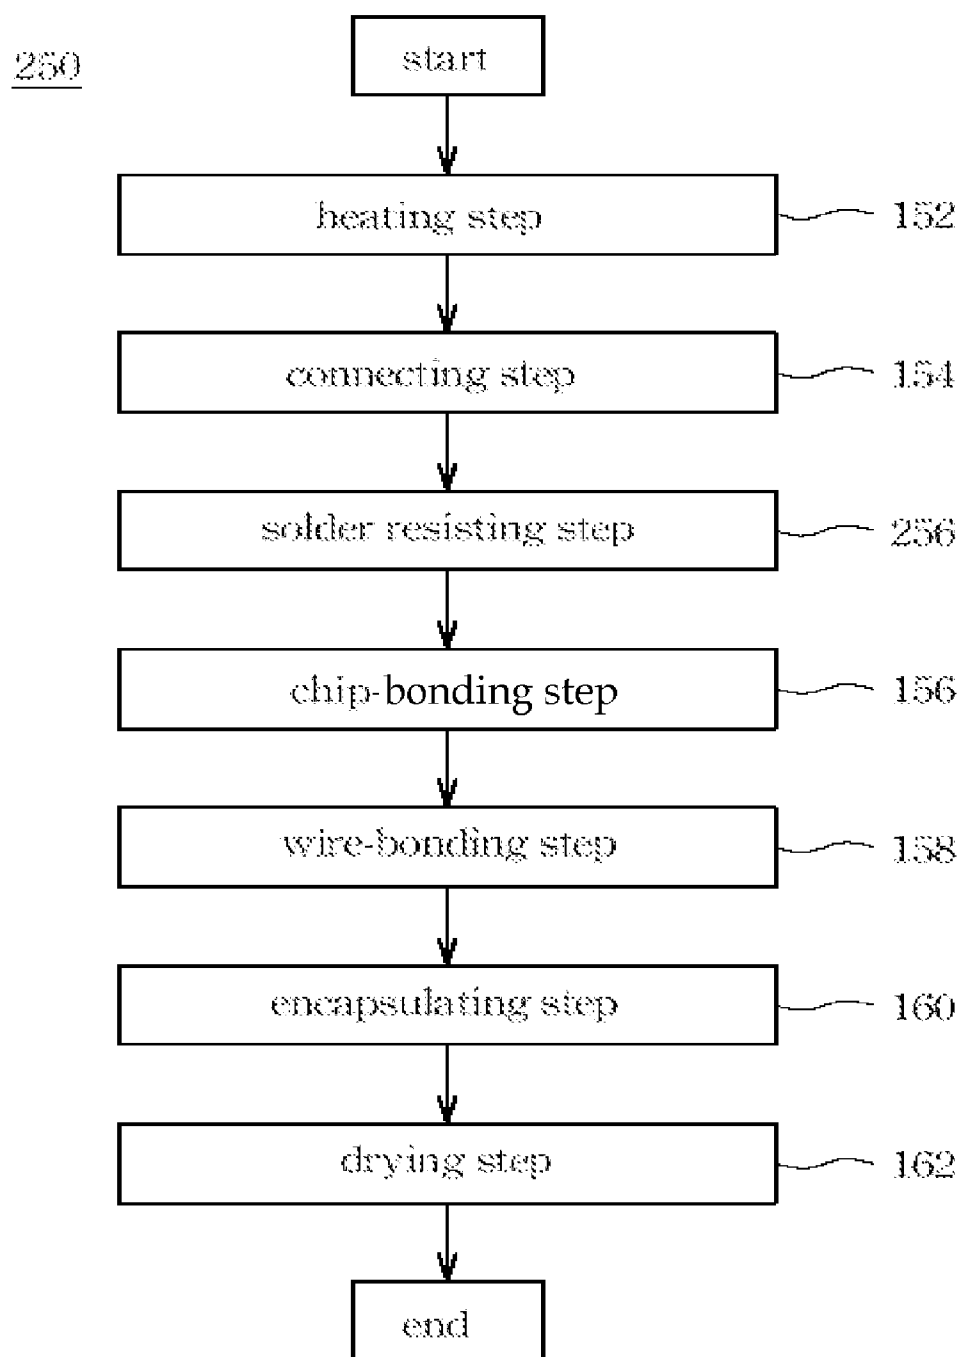 250
start
heating step 152
connecting step 154
solder resisting step 256
chip-bonding step 156
wire-bonding step 158
encapsulating step 160
drying step 162
end